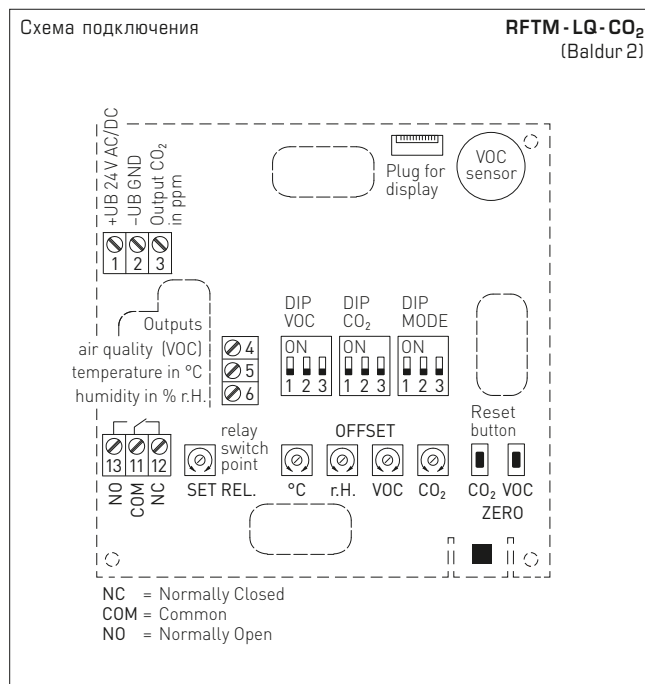 Схема подключения
RFTM - LQ - CO₂
(Baldur 2)
+UB 24 V AC/DC
–UB GND
Output CO₂
in ppm
1 2 3
Plug for
display
VOC
sensor
Outputs
air quality (VOC)
temperature in °C
humidity in % r.H.
4
5
6
DIP
VOC
ON
1 2 3
DIP
CO₂
ON
1 2 3
DIP
MODE
ON
1 2 3
13 11 12
NO
COM
NC
relay
switch
point
SET REL.
OFFSET
°C r.H. VOC CO₂
Reset
button
CO₂ VOC
ZERO
NC = Normally Closed
COM = Common
NO = Normally Open